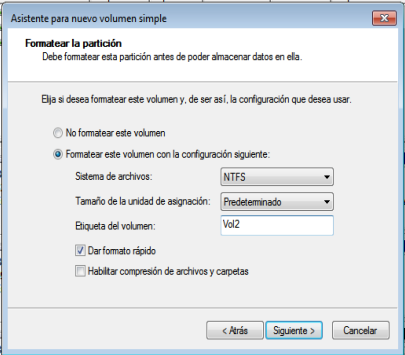 Asistente para nuevo volumen simple
Formatear la partición
Debe formatear esta partición antes de poder almacenar datos en ella.
Elija si desea formatear este volumen y, de ser así, la configuración que desea usar.
No formatear este volumen
Formatear este volumen con la configuración siguiente:
Sistema de archivos: NTFS
Tamaño de la unidad de asignación: Predeterminado
Etiqueta del volumen: Vol2
Dar formato rápido
Habilitar compresión de archivos y carpetas
< Atrás Siguiente > Cancelar